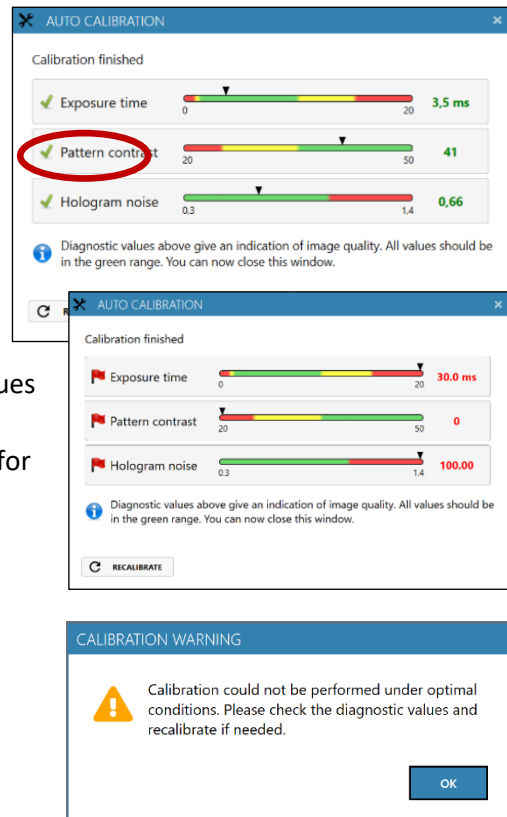 AUTO CALIBRATION ×
Calibration finished
Exposure time 0 20 3,5 ms
Pattern contrast 20 50 41
Hologram noise 0.3 1.4 0,66
Diagnostic values above give an indication of image quality. All values should be
in the green range. You can now close this window.
AUTO CALIBRATION ×
Calibration finished
ues
Exposure time 0 20 30.0 ms
Pattern contrast 20 50 0
for
Hologram noise 0.3 1.4 100.00
Diagnostic values above give an indication of image quality. All values should be
in the green range. You can now close this window.
RECALIBRATE
CALIBRATION WARNING
Calibration could not be performed under optimal
conditions. Please check the diagnostic values and
recalibrate if needed.
OK